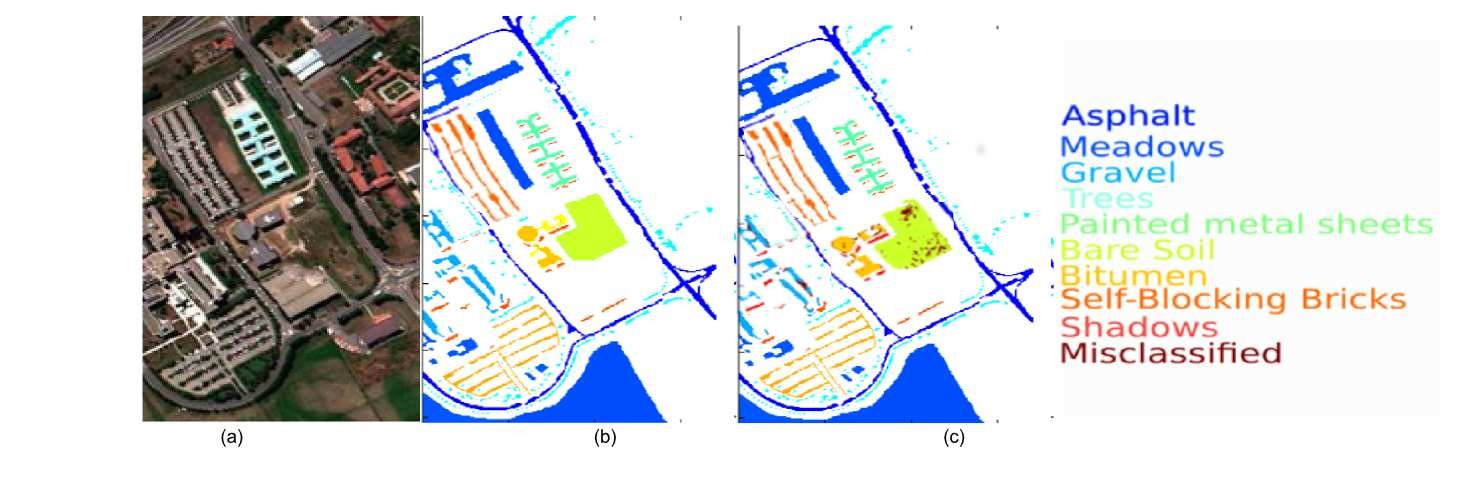 Asphalt
Meadows
Gravel
Trees
Painted metal sheets
Bare Soil
Bitumen
Self-Blocking Bricks
Shadows
Misclassified
(a)
(b)
(c)